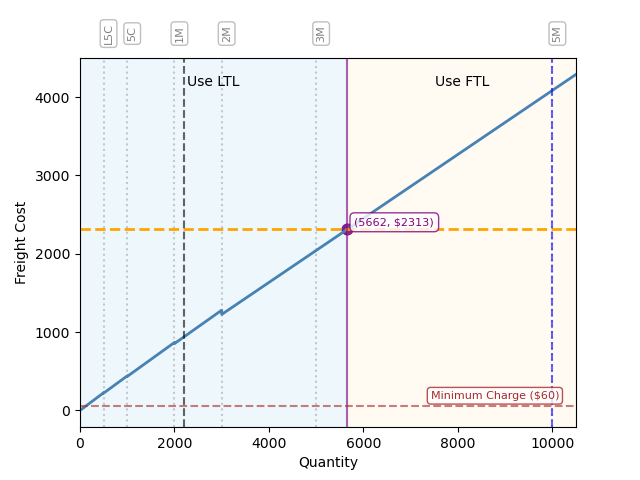 L5C
5C
1M
2M
3M
5M
Use LTL
Use FTL
4000
3000
2000
1000
0
Freight Cost
(5662, $2313)
Minimum Charge ($60)
0
2000
4000
6000
8000
10000
Quantity